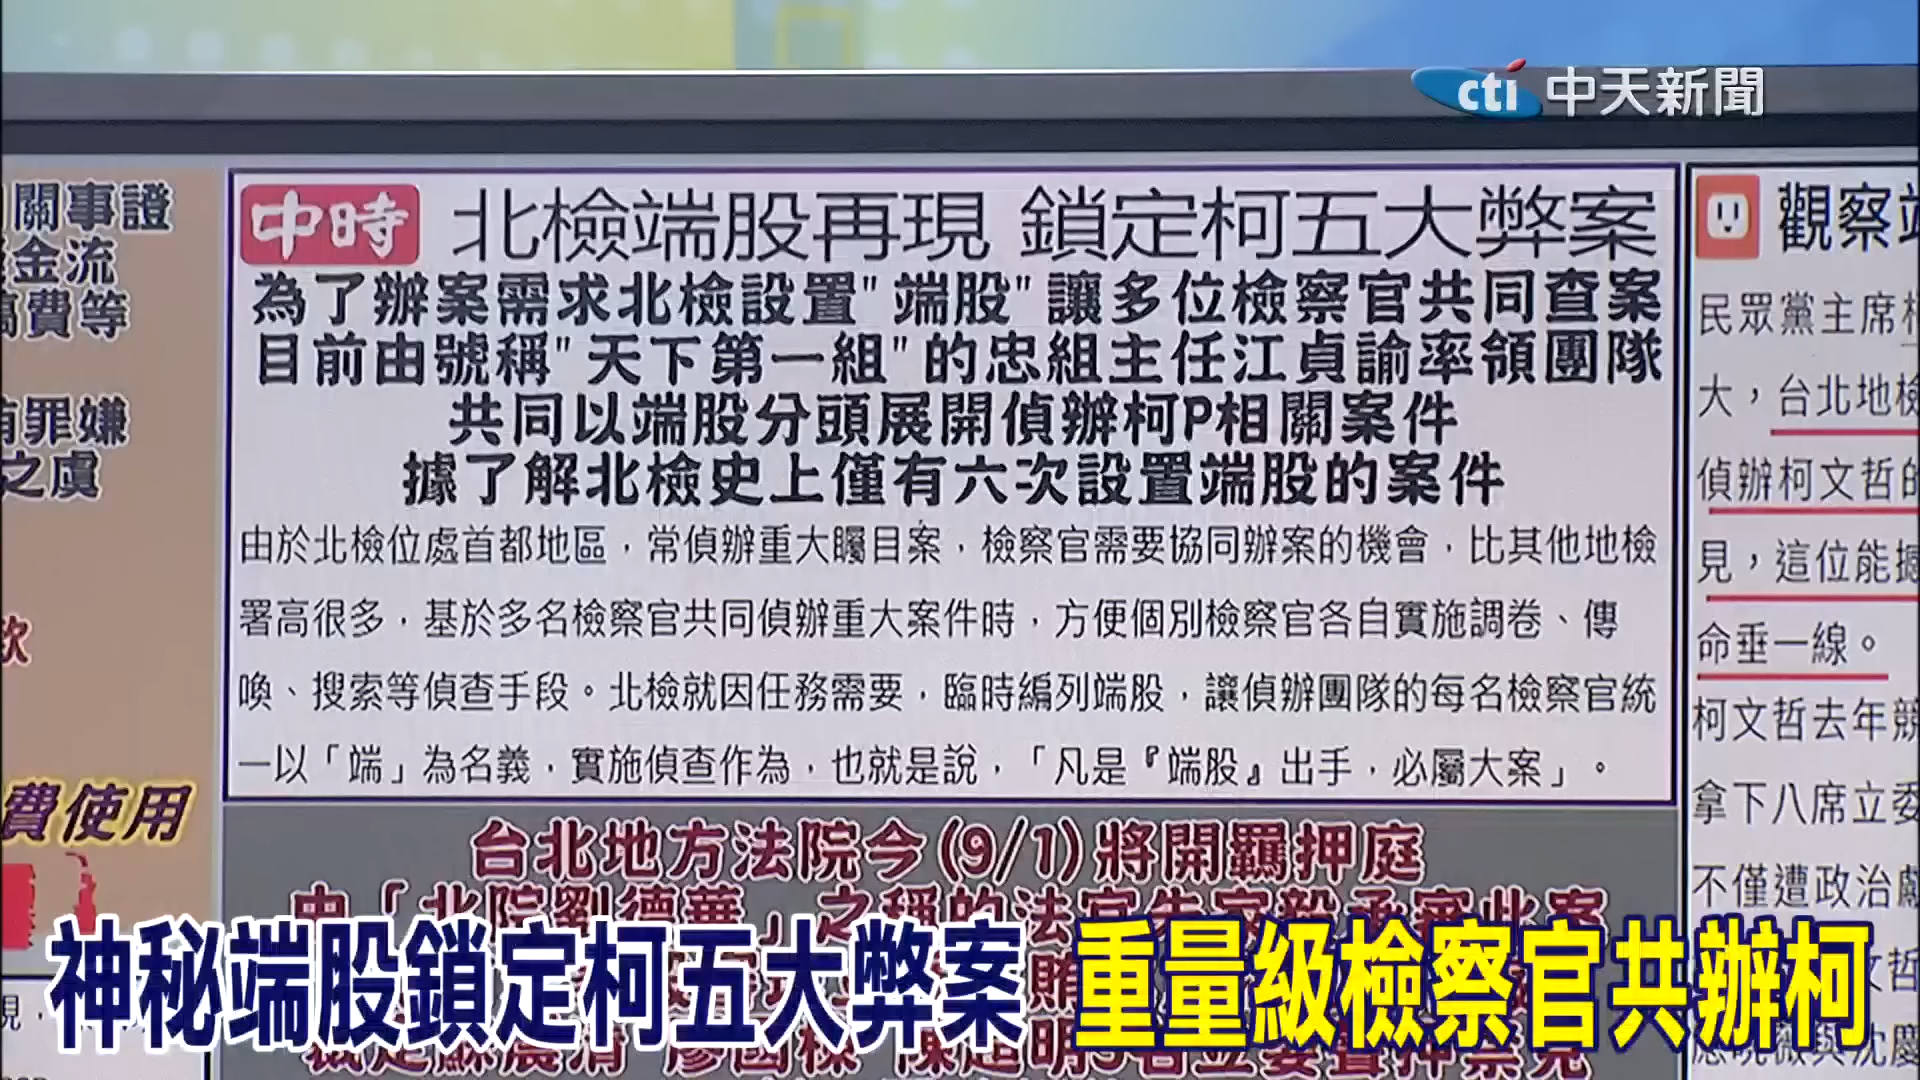 cti 中天新聞
關事證
金流
萬費等
有罪嫌
之虞
款
費使用
中時 北檢端股再現 鎖定柯五大弊案
為了辦案需求北檢設置"端股"讓多位檢察官共同查案
目前由號稱"天下第一組"的忠組主任江貞諭率領團隊
共同以端股分頭展開偵辦柯P相關案件
據了解北檢史上僅有六次設置端股的案件
由於北檢位處首都地區，常偵辦重大矚目案，檢察官需要協同辦案的機會，比其他地檢
署高很多，基於多名檢察官共同偵辦重大案件時，方便個別檢察官各自實施調卷、傳
喚、搜索等偵查手段。北檢就因任務需要，臨時編列端股，讓偵辦團隊的每名檢察官統
一以「端」為名義，實施偵查作為，也就是說，「凡是『端股』出手，必屬大案」。
台北地方法院今(9/1)將開羈押庭
觀察
民眾黨主席
大，台北地檢
偵辦柯文哲的
見，這位能撼
命垂一線。
柯文哲去年競
拿下八席立委
不僅遭政治獻
神秘端股鎖定柯五大弊案 重量級檢察官共辦柯